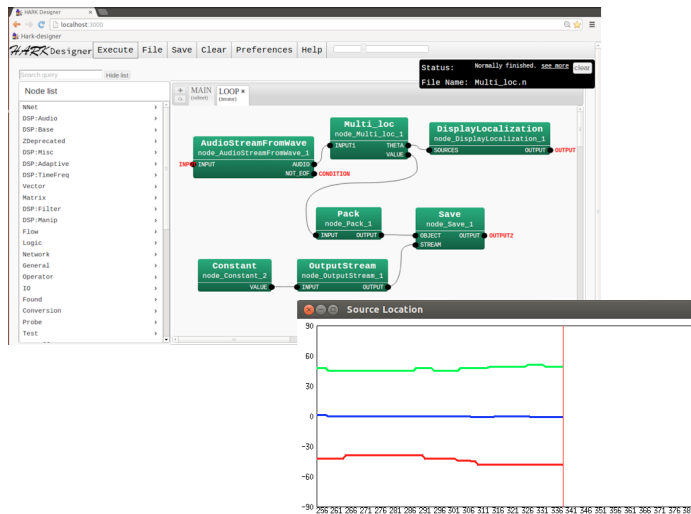 HARK Designer
localhost:3000
Hark-designer
HARK Designer Execute File Save Clear Preferences Help
Status: Normally finished. see more clear
File Name: Multi_loc.n
Search query Hide list
Node list
NNet
DSP:Audio
DSP:Base
ZDeprecated
DSP:Misc
DSP:Adaptive
DSP:TimeFreq
Vector
Matrix
DSP:Filter
DSP:Manip
Flow
Logic
Network
General
Operator
IO
Found
Conversion
Probe
Test
MAIN
(subnet)
LOOP
(iterator)
AudioStreamFromWave
node_AudioStreamFromWave_1
INPUT AUDIO
NOT_EOF CONDITION
Multi_loc
node_Multi_loc_1
INPUT1 THETA
VALUE
DisplayLocalization
node_DisplayLocalization_1
SOURCES OUTPUT OUTPUT
Pack
node_Pack_1
INPUT OUTPUT
Save
node_Save_1
OBJECT OUTPUT OUTPUT2
STREAM
Constant
node_Constant_2
VALUE
OutputStream
node_OutputStream_1
INPUT OUTPUT
Source Location
90
60
30
0
-30
-60
-90
256 261 266 271 276 281 286 291 296 301 306 311 316 321 326 331 336 341 346 351 356 361 366 371 376